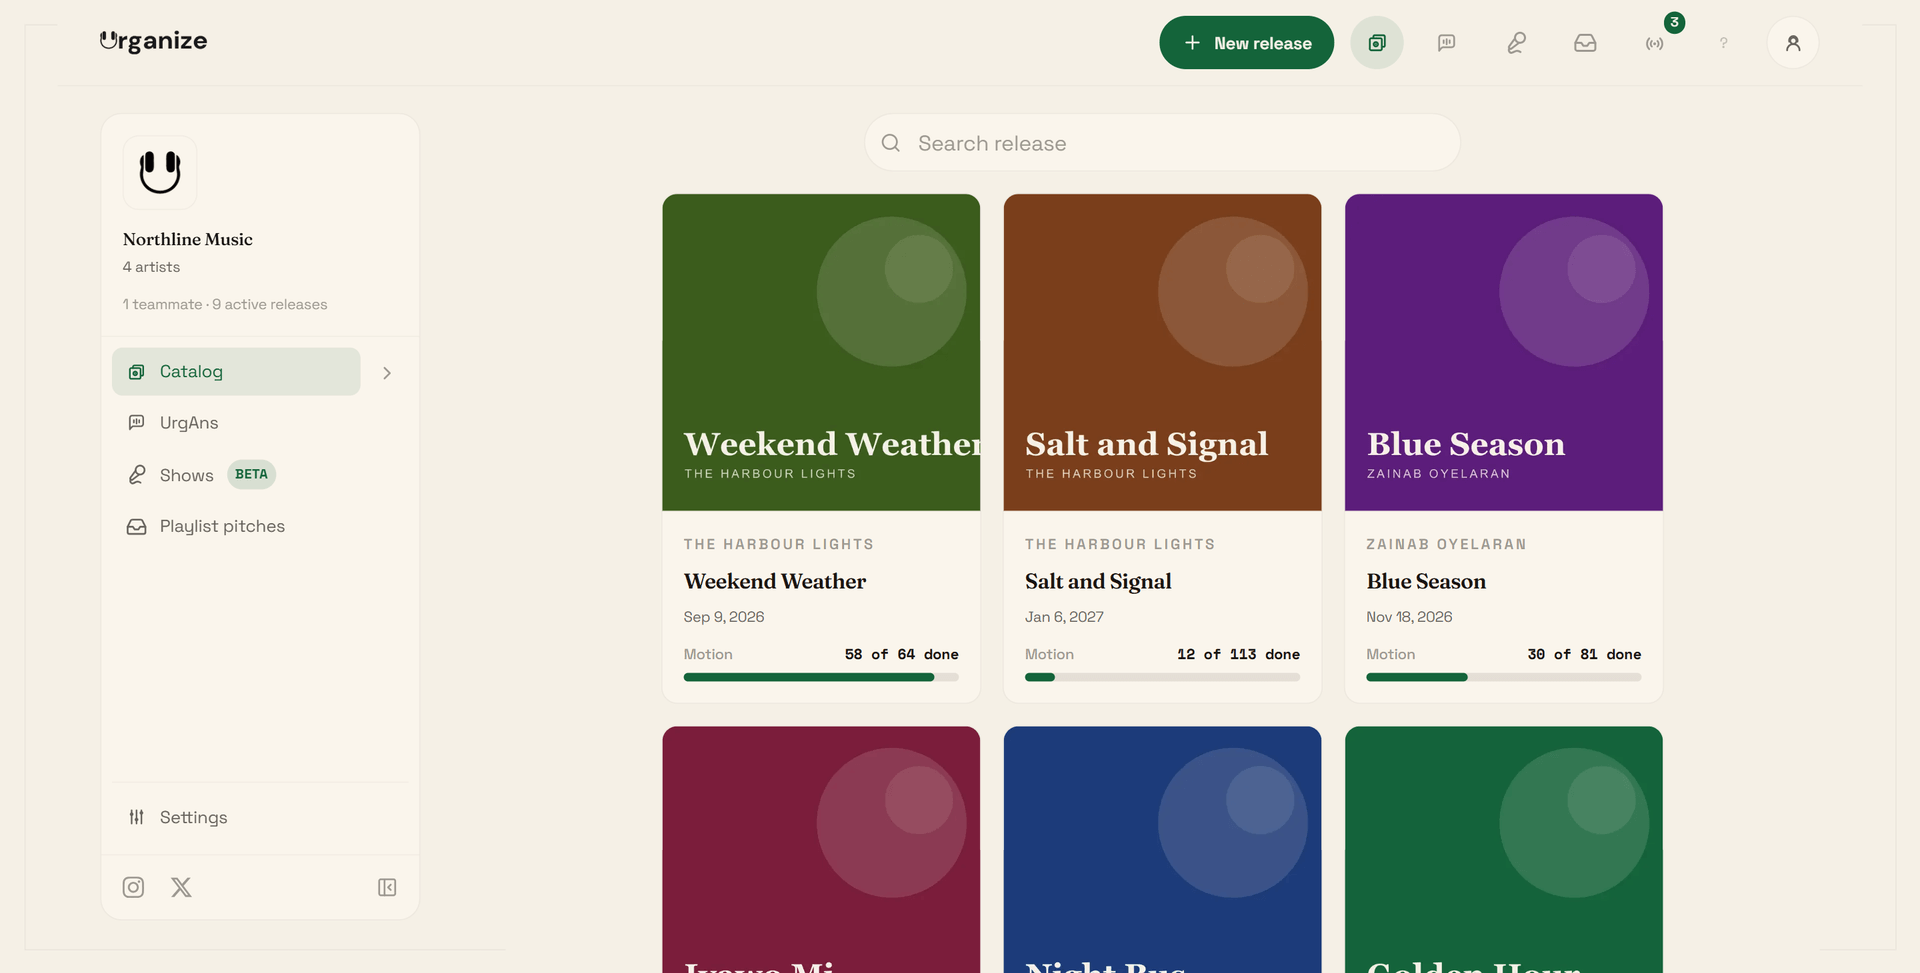 Urganize
New release
3
?
Northline Music
4 artists
1 teammate · 9 active releases
Catalog
UrgAns
Shows BETA
Playlist pitches
Settings
Search release
Weekend Weather
THE HARBOUR LIGHTS
THE HARBOUR LIGHTS
Weekend Weather
Sep 9, 2026
Motion 58 of 64 done
Salt and Signal
THE HARBOUR LIGHTS
THE HARBOUR LIGHTS
Salt and Signal
Jan 6, 2027
Motion 12 of 113 done
Blue Season
ZAINAB OYELARAN
ZAINAB OYELARAN
Blue Season
Nov 18, 2026
Motion 30 of 81 done
Night Bus
Golden Hour